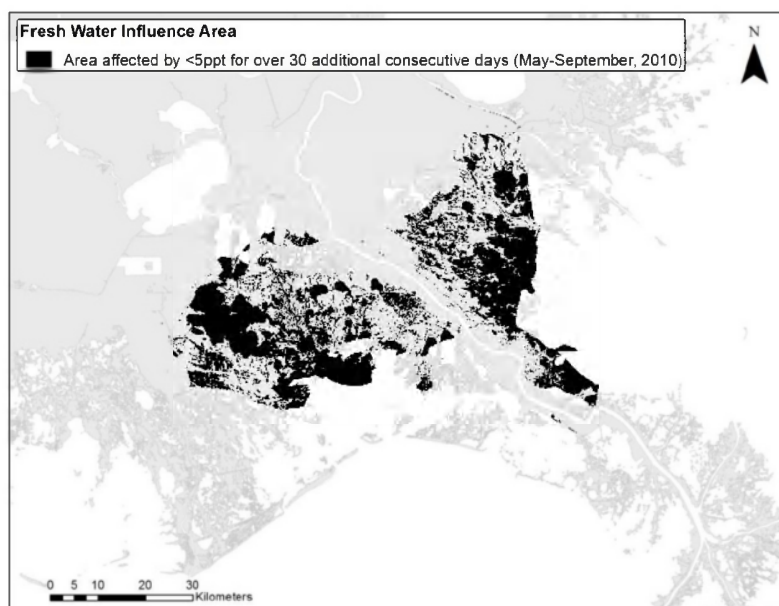 Fresh Water Influence Area
Area affected by <5ppt for over 30 additional consecutive days (May-September, 2010)
N
0 5 10 20 30
Kilometers